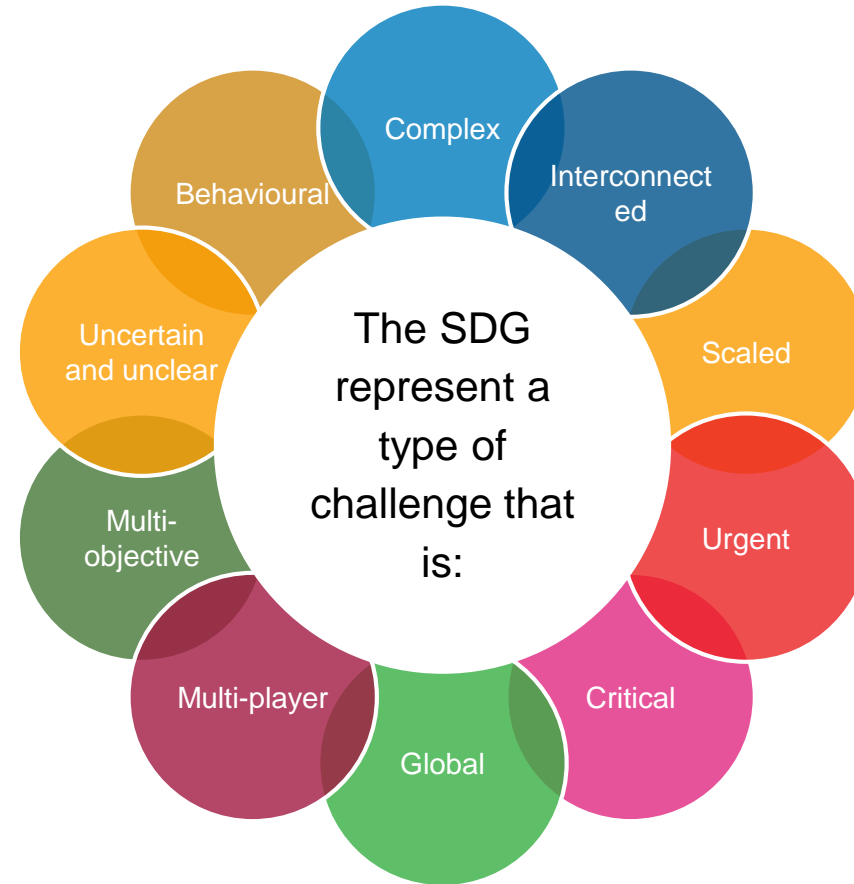 The SDG
represent a
type of
challenge that
is:
Complex
Interconnect
ed
Scaled
Urgent
Critical
Global
Multi-player
Multi-
objective
Uncertain
and unclear
Behavioural